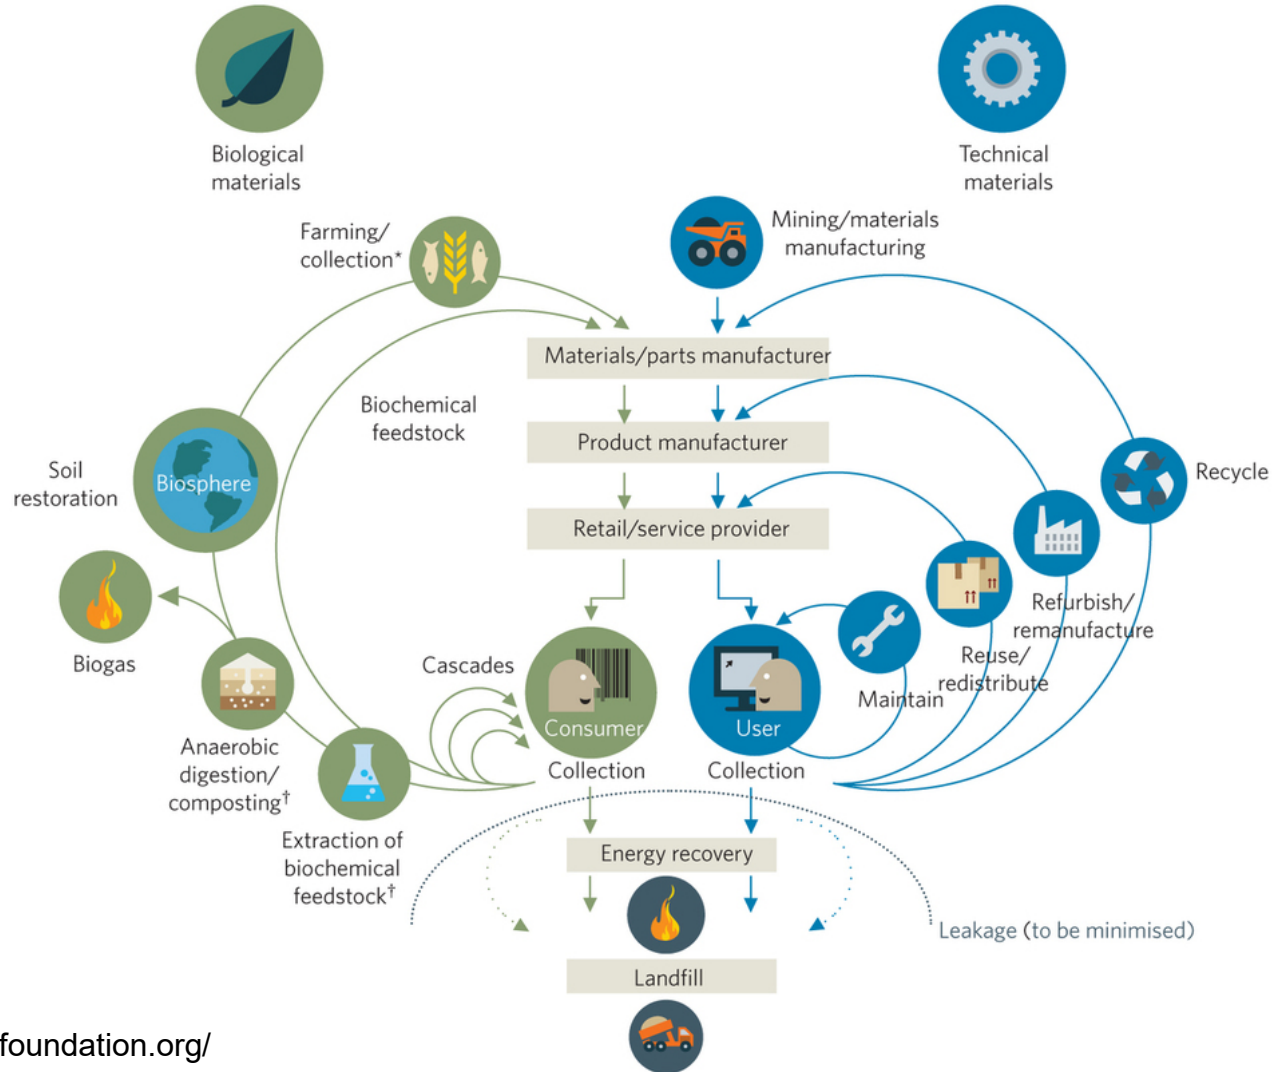 Biological
materials
Technical
materials
Farming/
collection*
Mining/materials
manufacturing
Materials/parts manufacturer
Biochemical
feedstock
Product manufacturer
Soil
restoration
Biosphere
Recycle
Retail/service provider
Biogas
Refurbish/
remanufacture
Reuse/
redistribute
Maintain
Cascades
Consumer
User
Collection
Collection
Anaerobic
digestion/
composting†
Extraction of
biochemical
feedstock†
Energy recovery
Leakage (to be minimised)
Landfill
foundation.org/